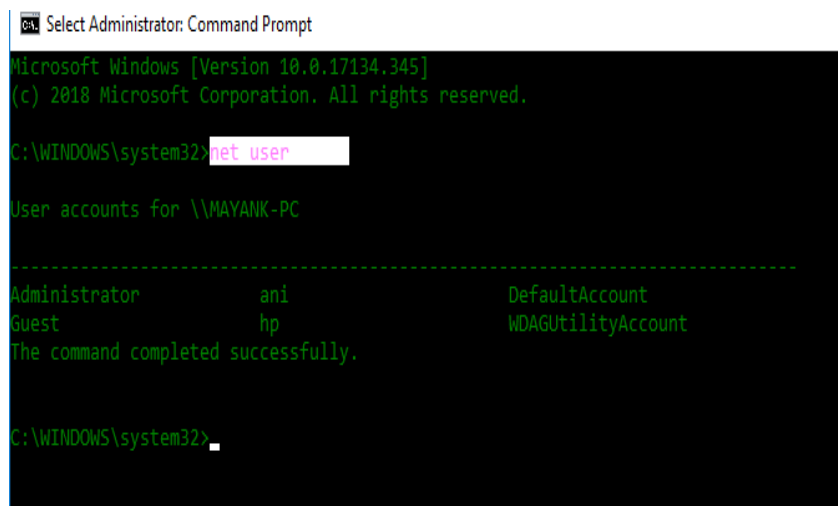 Select Administrator: Command Prompt
Microsoft Windows [Version 10.0.17134.345]
(c) 2018 Microsoft Corporation. All rights reserved.
C:\WINDOWS\system32>net user
User accounts for \\MAYANK-PC
-------------------------------------------------------------------------------
Administrator            ani                      DefaultAccount
Guest                    hp                       WDAGUtilityAccount
The command completed successfully.
C:\WINDOWS\system32>